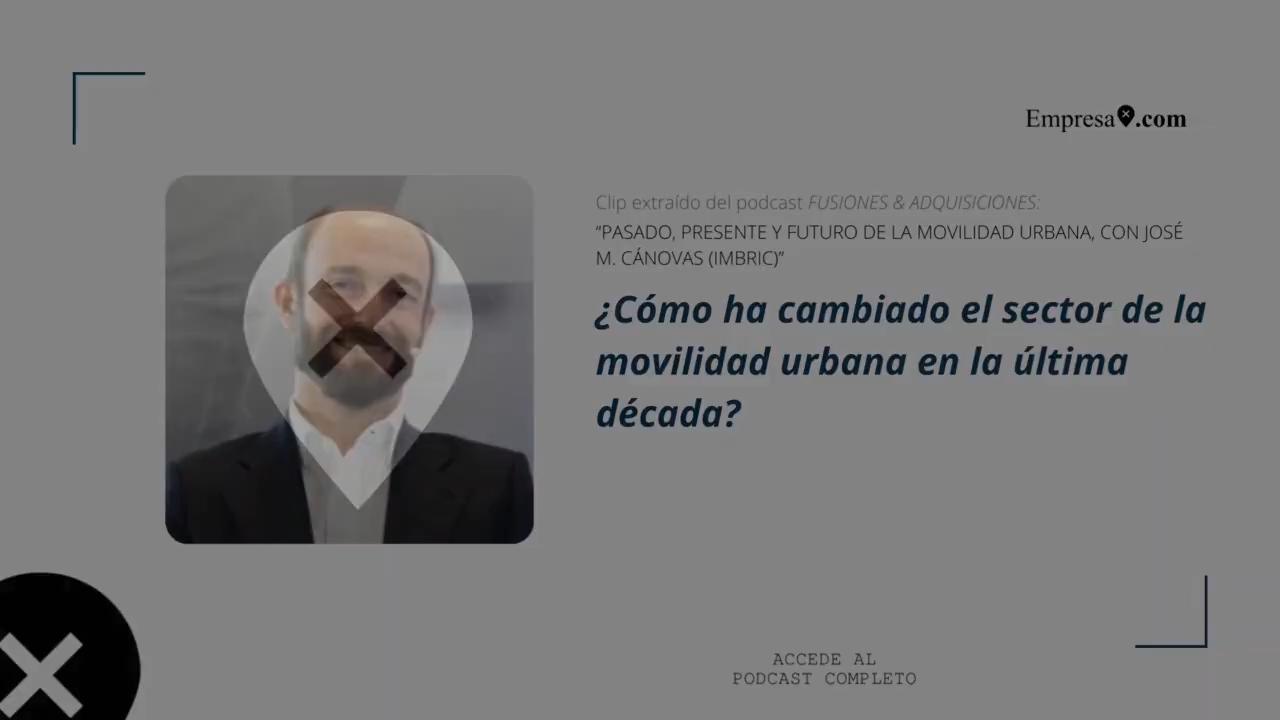 Empresa.com
Clip extraído del podcast FUSIONES & ADQUISICIONES:
“PASADO, PRESENTE Y FUTURO DE LA MOVILIDAD URBANA, CON JOSÉ
M. CÁNOVAS (IMBRIC)”
¿Cómo ha cambiado el sector de la
movilidad urbana en la última
década?
ACCEDE AL
PODCAST COMPLETO